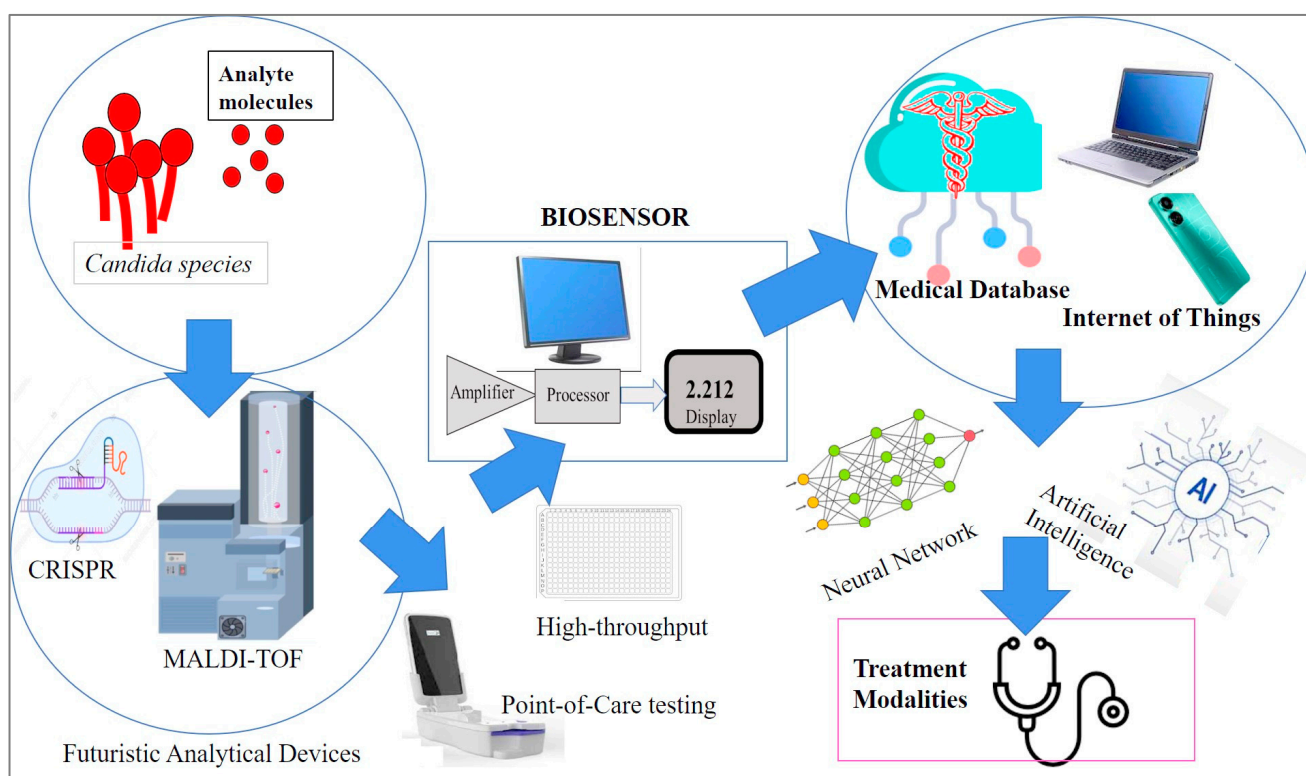 Analyte
molecules
Candida species
CRISPR
MALDI-TOF
Futuristic Analytical Devices
Point-of-Care testing
High-throughput
BIOSENSOR
Amplifier
Processor
2.212
Display
Medical Database
Internet of Things
Neural Network
Artificial
Intelligence
AI
Treatment
Modalities